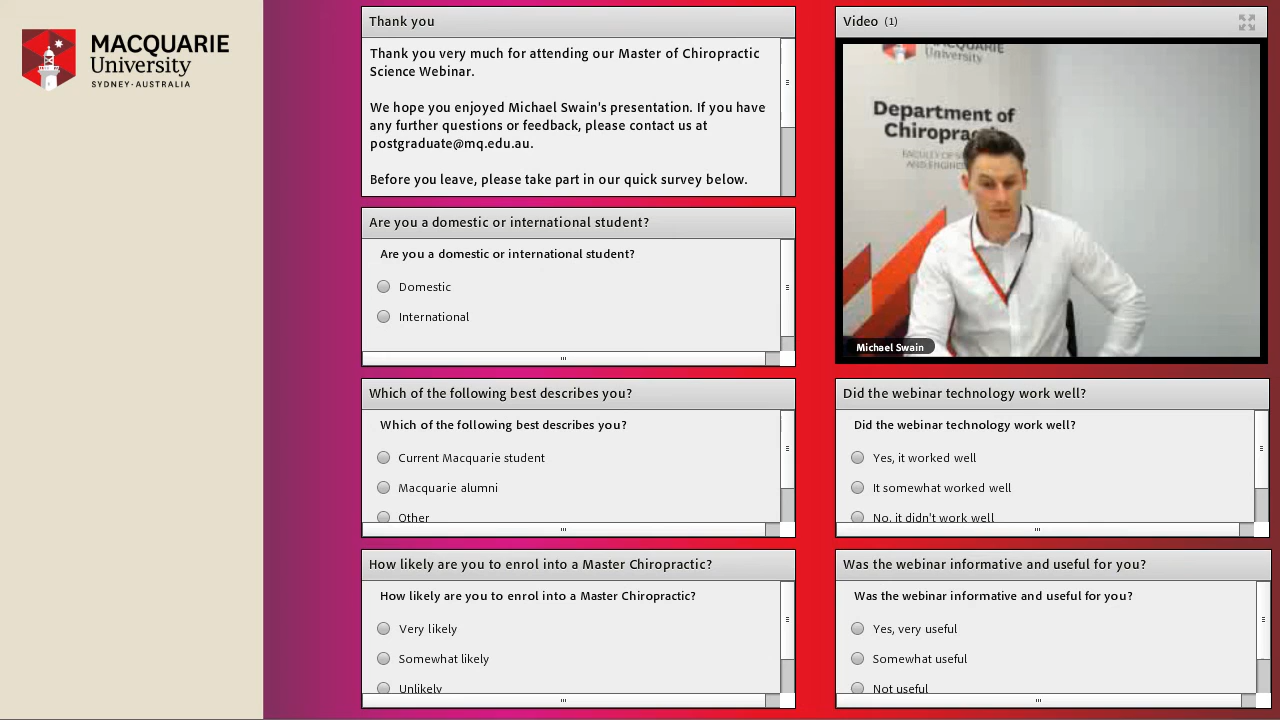 MACQUARIE
University
SYDNEY·AUSTRALIA
Thank you
Thank you very much for attending our Master of Chiropractic
Science Webinar.
We hope you enjoyed Michael Swain's presentation. If you have
any further questions or feedback, please contact us at
postgraduate@mq.edu.au.
Before you leave, please take part in our quick survey below.
Video (1)
MACQUARIE
University
Department of
Michael Swain
Are you a domestic or international student?
Are you a domestic or international student?
Domestic
International
Which of the following best describes you?
Which of the following best describes you?
Current Macquarie student
Macquarie alumni
Other
Did the webinar technology work well?
Did the webinar technology work well?
Yes, it worked well
It somewhat worked well
No, it didn't work well
How likely are you to enrol into a Master Chiropractic?
How likely are you to enrol into a Master Chiropractic?
Very likely
Somewhat likely
Unlikely
Was the webinar informative and useful for you?
Was the webinar informative and useful for you?
Yes, very useful
Somewhat useful
Not useful